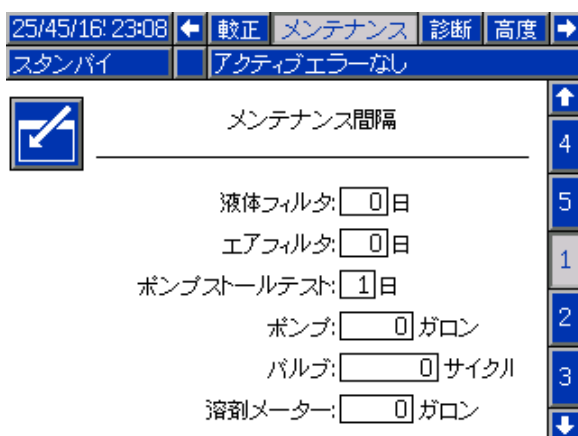 25/45/16 23:08 較正 メンテナンス 診断 高度
スタンバイ アクティブエラーなし
メンテナンス間隔
4
5
1
2
3
液体フィルタ: 0 日
エアフィルタ: 0 日
ポンプストールテスト: 1 日
ポンプ: 0 ガロン
バルブ: 0 サイクル
溶剤メーター: 0 ガロン